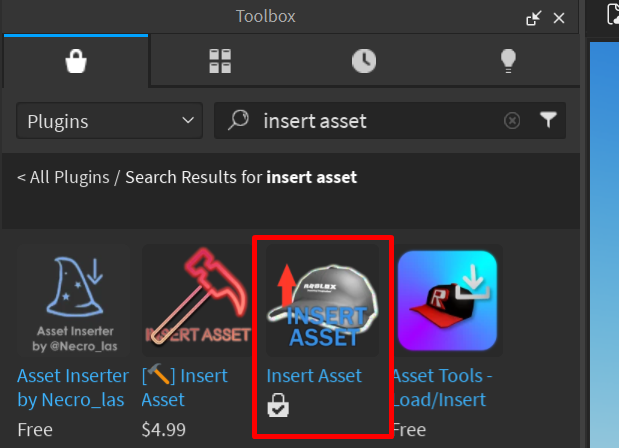 Toolbox
Plugins
insert asset
< All Plugins / Search Results for insert asset
Asset Inserter
by @Necro_las
INSERT ASSET
ROBLOX
INSERT
ASSET
R
Asset Inserter
by Necro_las
Free
[🔨] Insert
Asset
$4.99
Insert Asset
Asset Tools -
Load/Insert
Free